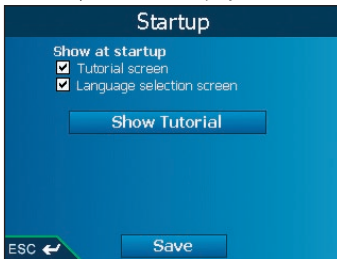 Startup
Show at startup
Tutorial screen
Language selection screen
Show Tutorial
ESC
Save